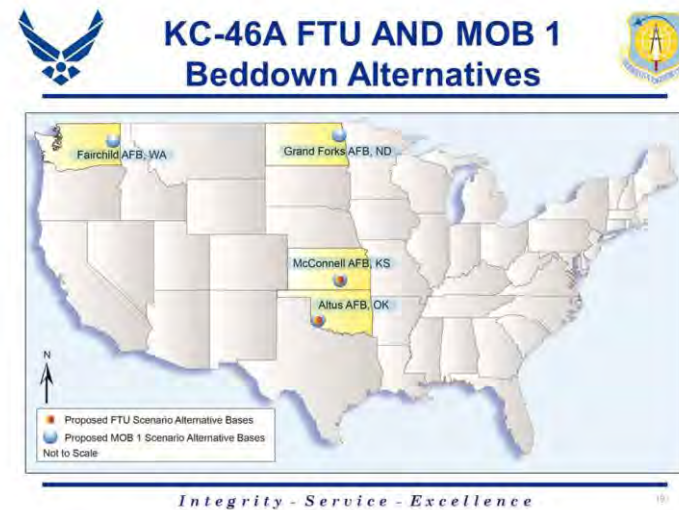 KC-46A FTU AND MOB 1
Beddown Alternatives
Fairchild AFB, WA
Grand Forks AFB, ND
McConnell AFB, KS
Altus AFB, OK
N
Proposed FTU Scenario Alternative Bases
Proposed MOB 1 Scenario Alternative Bases
Not to Scale
Integrity - Service - Excellence